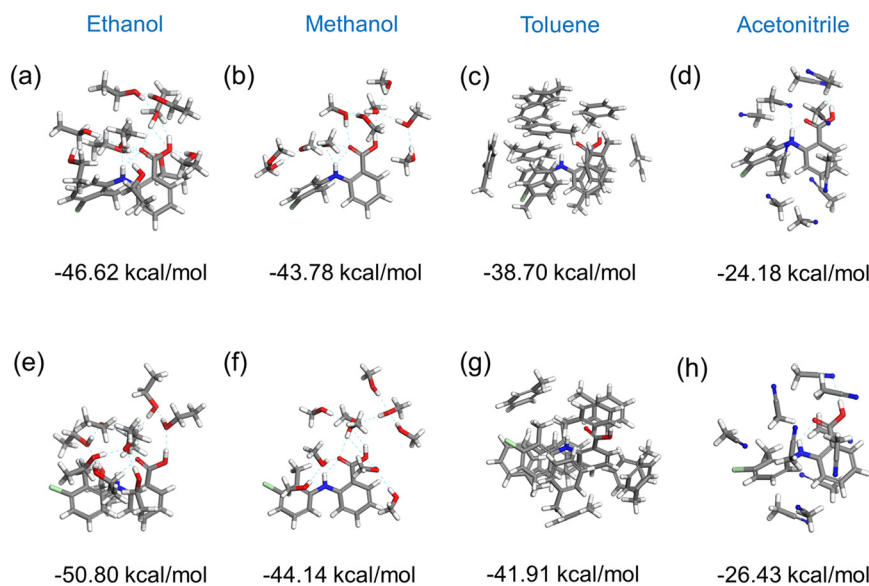 Ethanol Methanol Toluene Acetonitrile
(a) (b) (c) (d)
-46.62 kcal/mol -43.78 kcal/mol -38.70 kcal/mol -24.18 kcal/mol
(e) (f) (g) (h)
-50.80 kcal/mol -44.14 kcal/mol -41.91 kcal/mol -26.43 kcal/mol